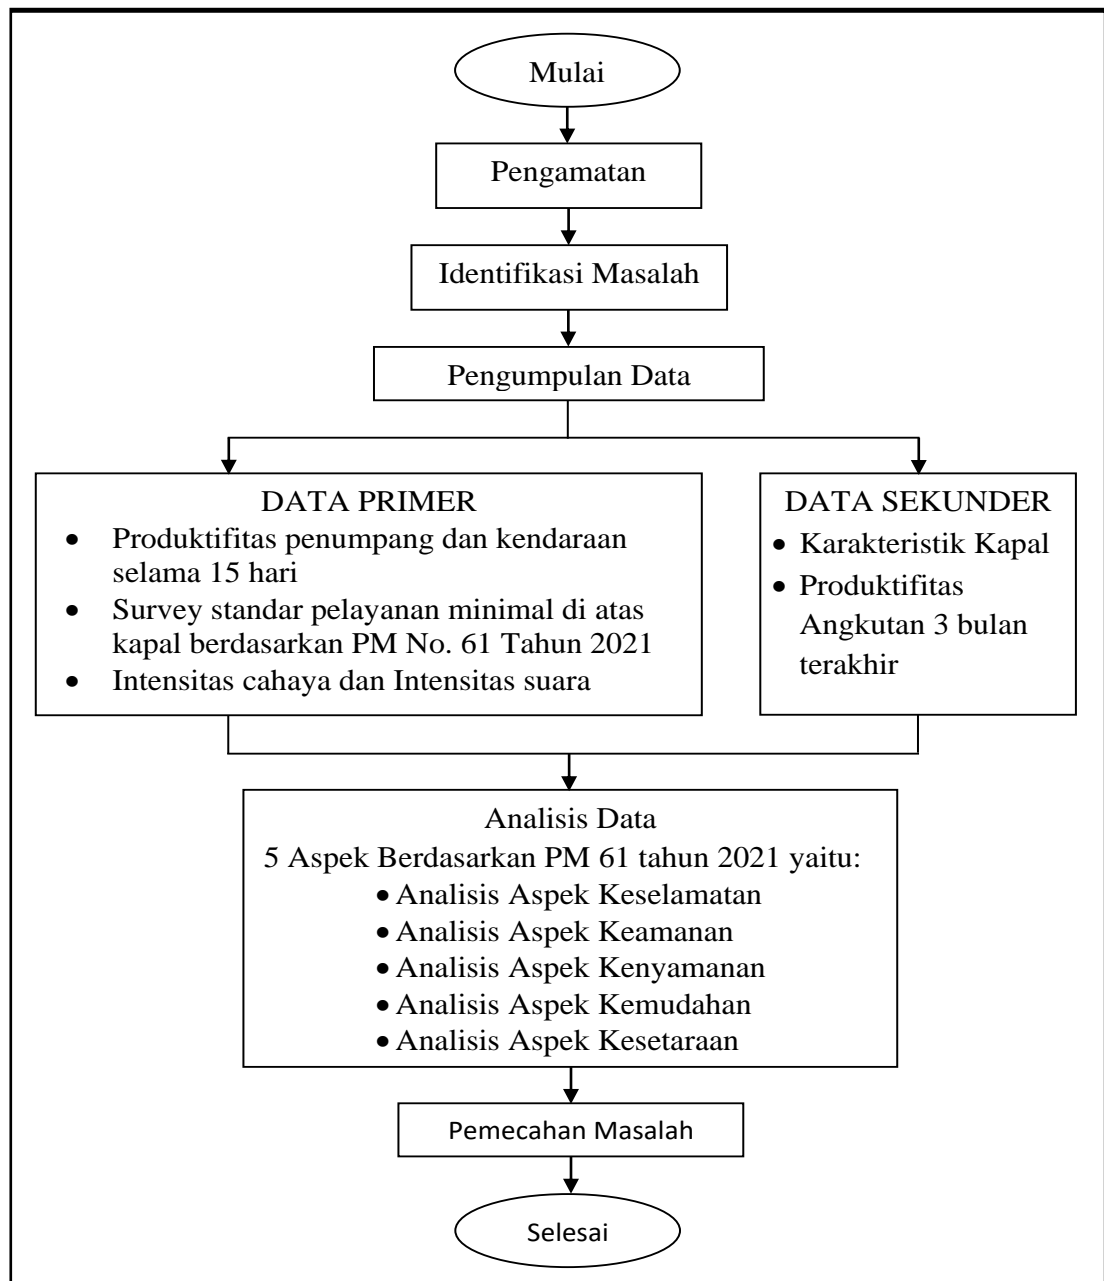 Mulai
Pengamatan
Identifikasi Masalah
Pengumpulan Data
DATA PRIMER
• Produktifitas penumpang dan kendaraan
selama 15 hari
• Survey standar pelayanan minimal di atas
kapal berdasarkan PM No. 61 Tahun 2021
• Intensitas cahaya dan Intensitas suara
DATA SEKUNDER
• Karakteristik Kapal
• Produktifitas
Angkutan 3 bulan
terakhir
Analisis Data
5 Aspek Berdasarkan PM 61 tahun 2021 yaitu:
• Analisis Aspek Keselamatan
• Analisis Aspek Keamanan
• Analisis Aspek Kenyamanan
• Analisis Aspek Kemudahan
• Analisis Aspek Kesetaraan
Pemecahan Masalah
Selesai